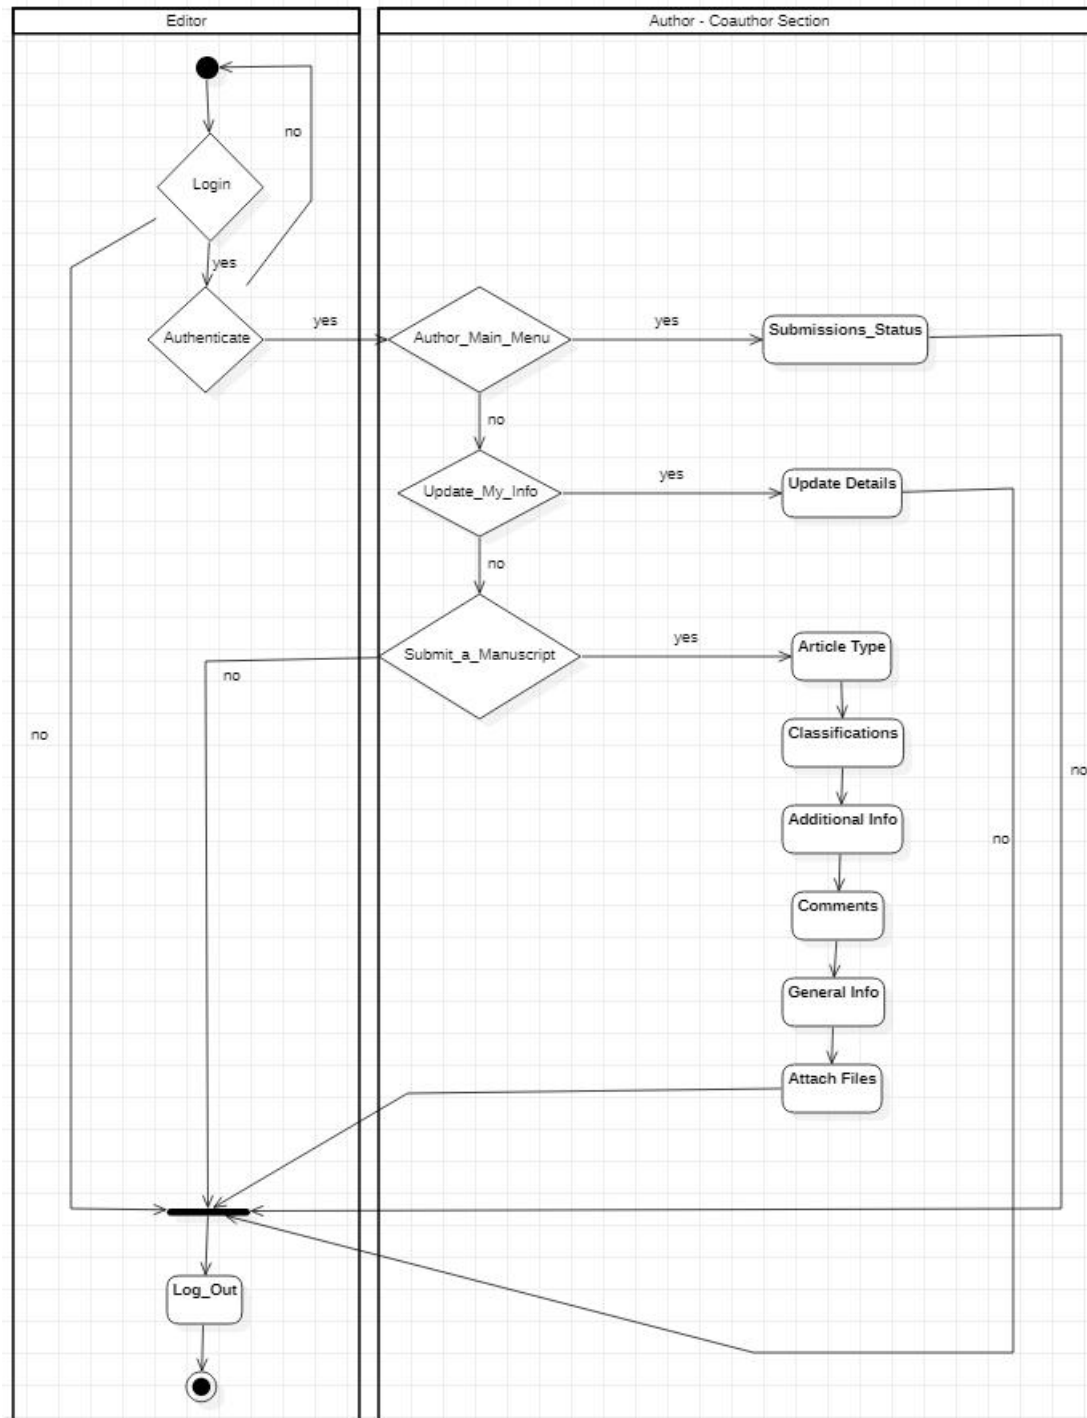 Editor
Author - Coauthor Section
no
Login
yes
Authenticate
yes
Author_Main_Menu
yes
Submissions_Status
no
Update_My_Info
yes
Update Details
no
Submit_a_Manuscript
yes
Article Type
no
Classifications
no
no
Additional Info
no
Comments
General Info
Attach Files
Log_Out